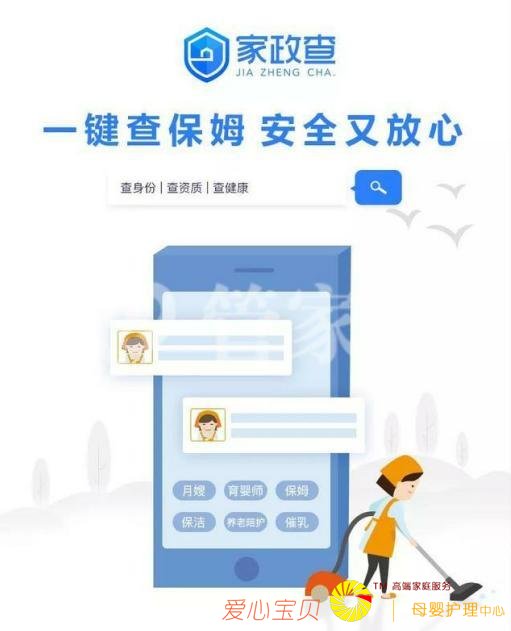 家政查
JIA ZHENG CHA.
一键查保姆 安全又放心
查身份 | 查资质 | 查健康
管家
月嫂 育婴师 保姆
保洁 养老陪护 催乳
TM 高端家庭服务
爱心宝贝 | 母婴护理中心